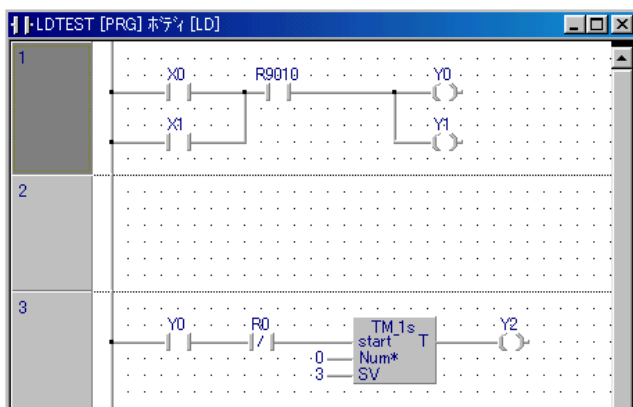 LDTEST [PRG] ﾎﾞﾃﾞｨ [LD]
1
X0 R9010 Y0
X1 Y1
2
3
Y0 R0 TM_1s Y2
start T
0 Num*
3 SV